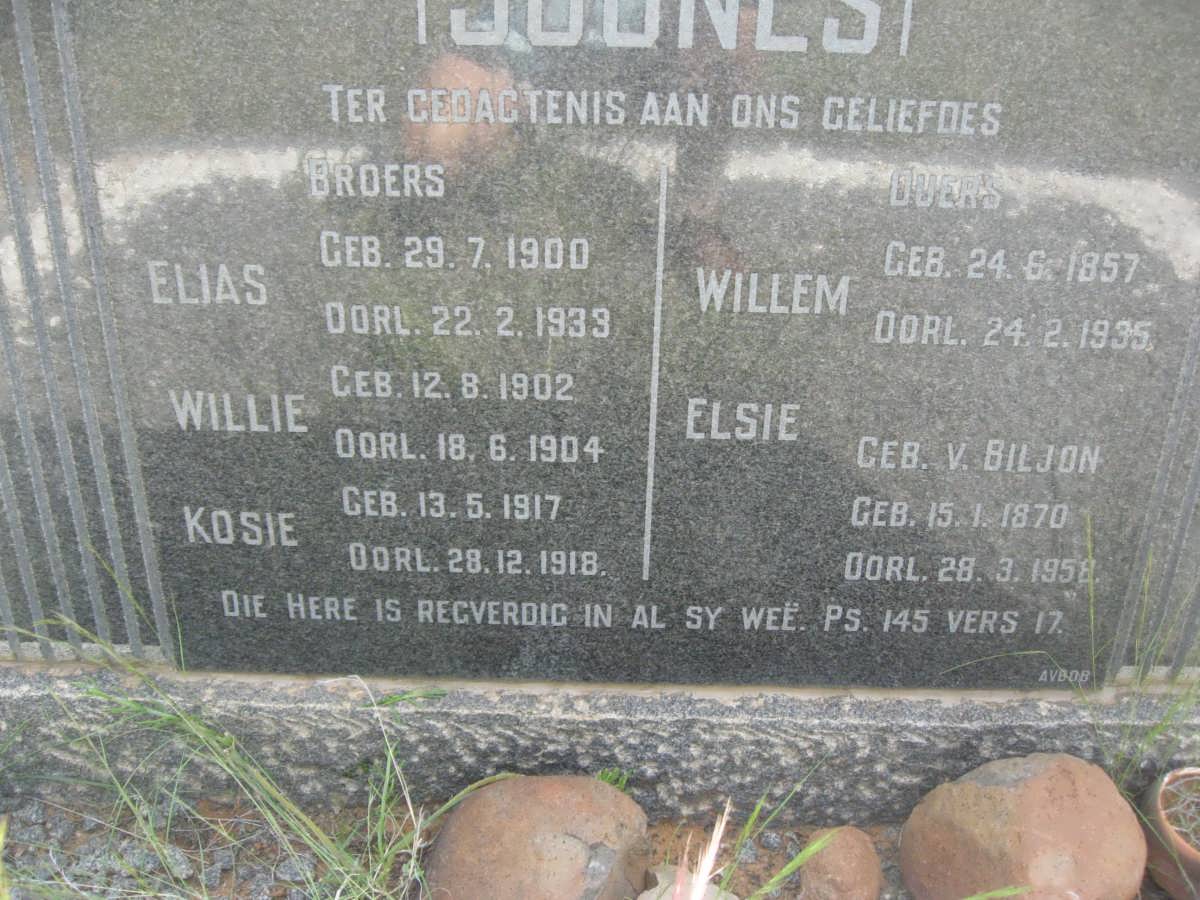 TER GEDAGTENIS AAN ONS GELIEFDES
BROERS
ELIAS
GEB. 29. 7. 1900
OORL. 22. 2. 1933
WILLIE
GEB. 12. 8. 1902
OORL. 18. 6. 1904
KOSIE
GEB. 13. 5. 1917
OORL. 28. 12. 1918.
OUERS
WILLEM
GEB. 24. 6. 1857
OORL. 24. 2. 1935.
ELSIE
GEB. V. BILJON
GEB. 15. 1. 1870
OORL. 28. 3. 1958.
DIE HERE IS REGVERDIG IN AL SY WEË. PS. 145 VERS 17.
AVBOB